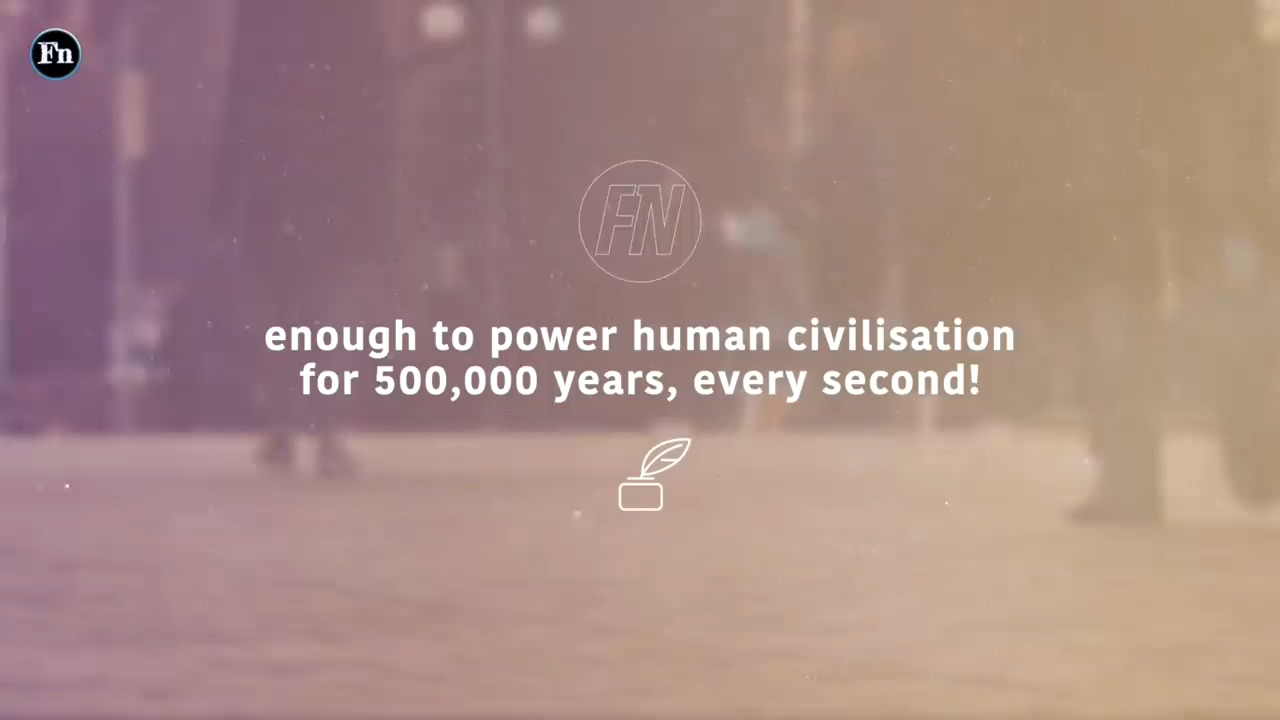 Fn
FN
enough to power human civilisation
for 500,000 years, every second!